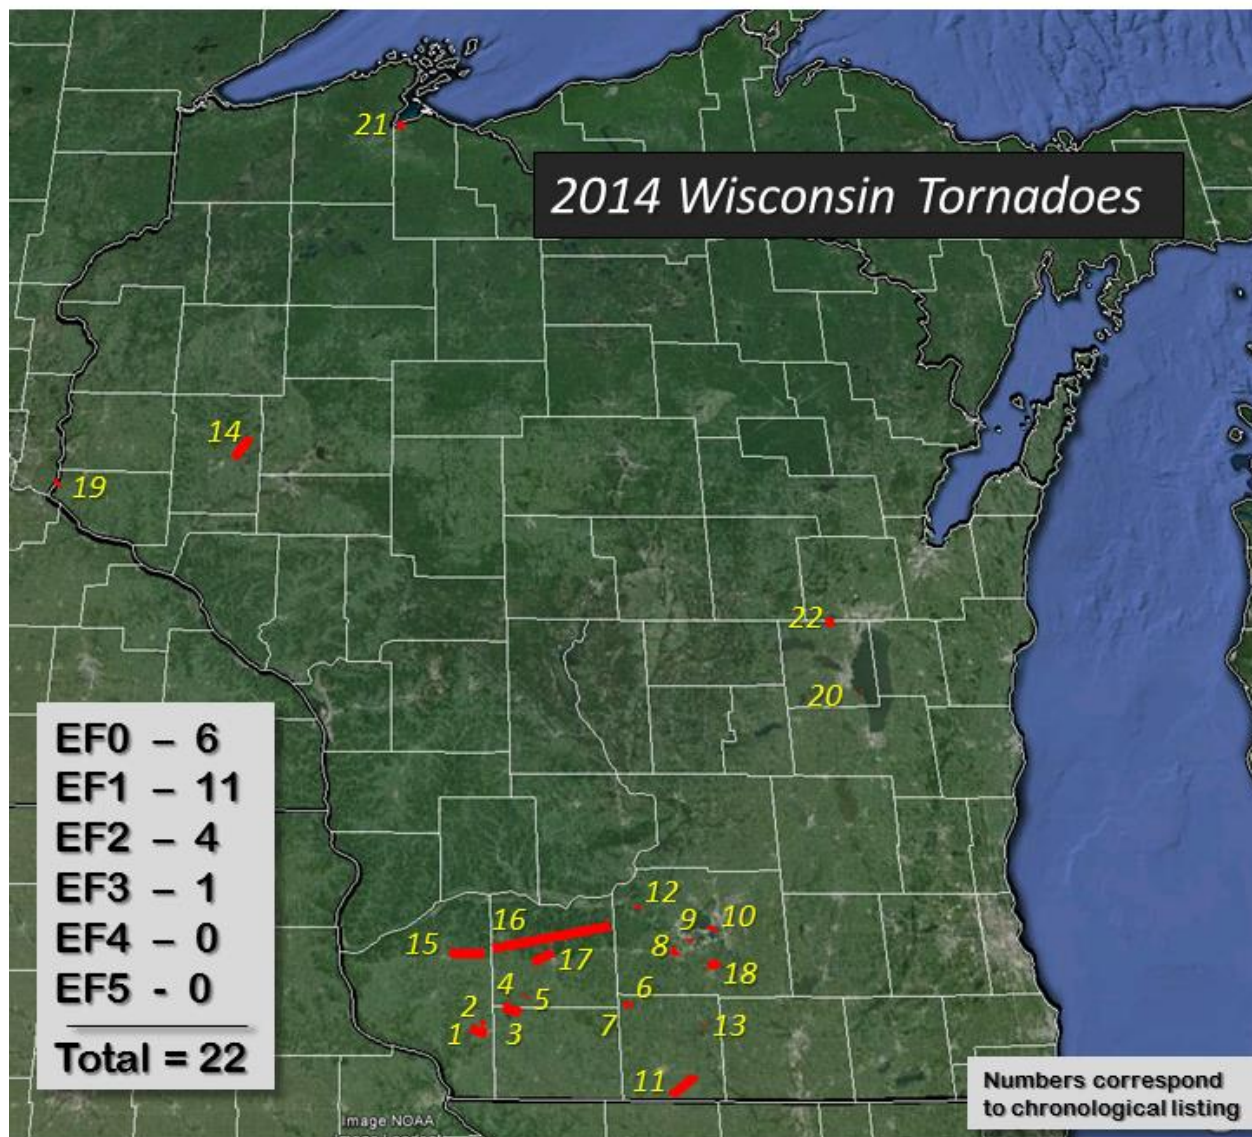 21
2014 Wisconsin Tornadoes
14
19
22
20
EF0 – 6
EF1 – 11
EF2 – 4
EF3 – 1
EF4 – 0
EF5 - 0
Total = 22
12
16
9
10
15
8
17
18
4
5
6
2
7
1
3
13
11
Numbers correspond
to chronological listing
Image NOAA